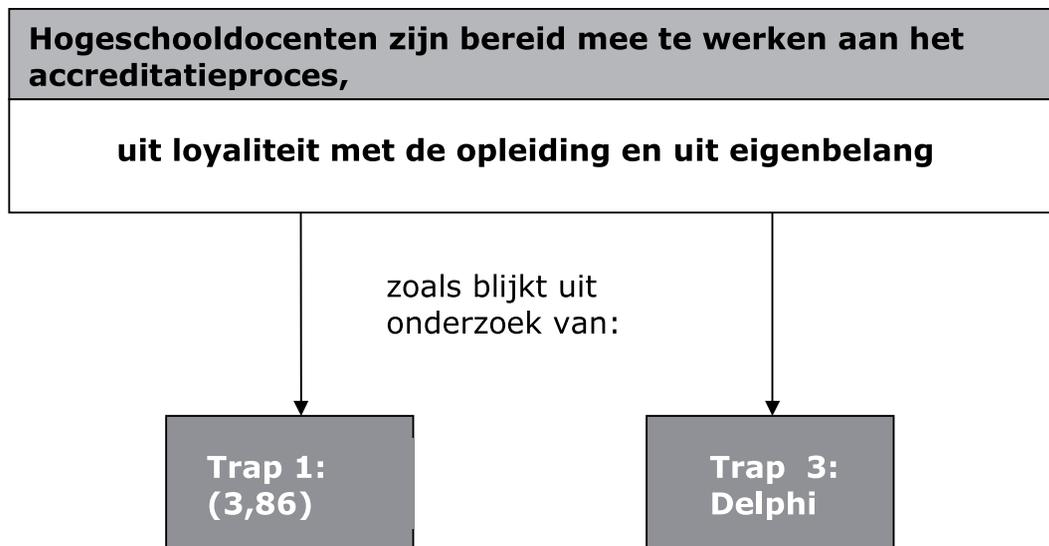 Hogeschooldocenten zijn bereid mee te werken aan het
accreditatieproces,
uit loyaliteit met de opleiding en uit eigenbelang
zoals blijkt uit
onderzoek van:
Trap 1:
(3,86)
Trap 3:
Delphi